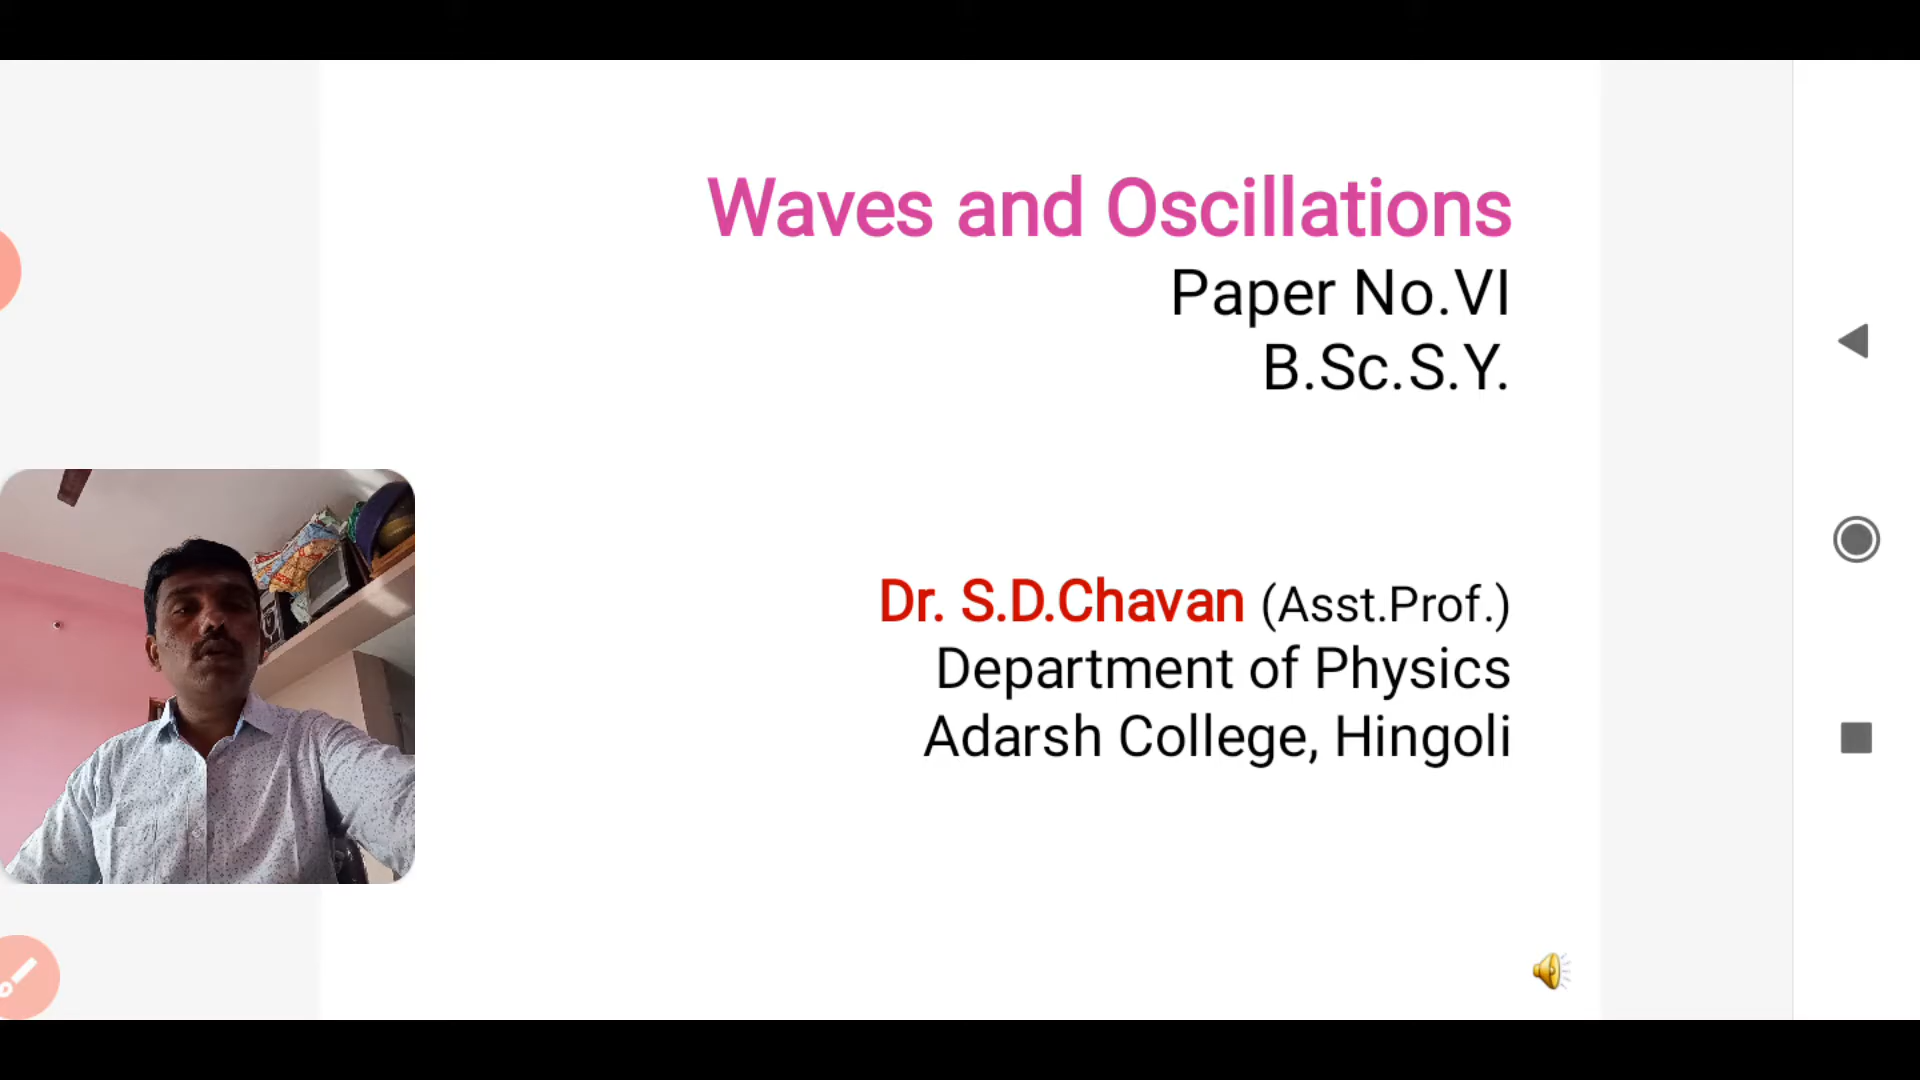 Waves and Oscillations
Paper No.VI
B.Sc.S.Y.
Dr. S.D.Chavan (Asst.Prof.)
Department of Physics
Adarsh College, Hingoli